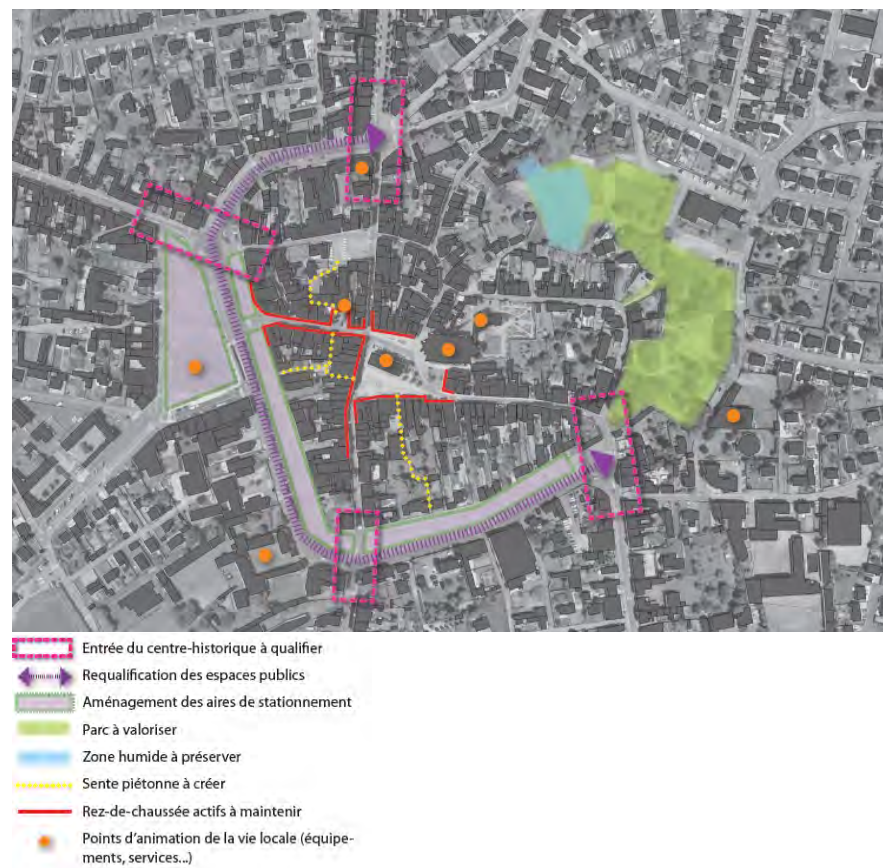 Entrée du centre-historique à qualifier
Requalification des espaces publics
Aménagement des aires de stationnement
Parc à valoriser
Zone humide à préserver
Sente piétonne à créer
Rez-de-chaussée actifs à maintenir
Points d'animation de la vie locale (équipe-
ments, services...)